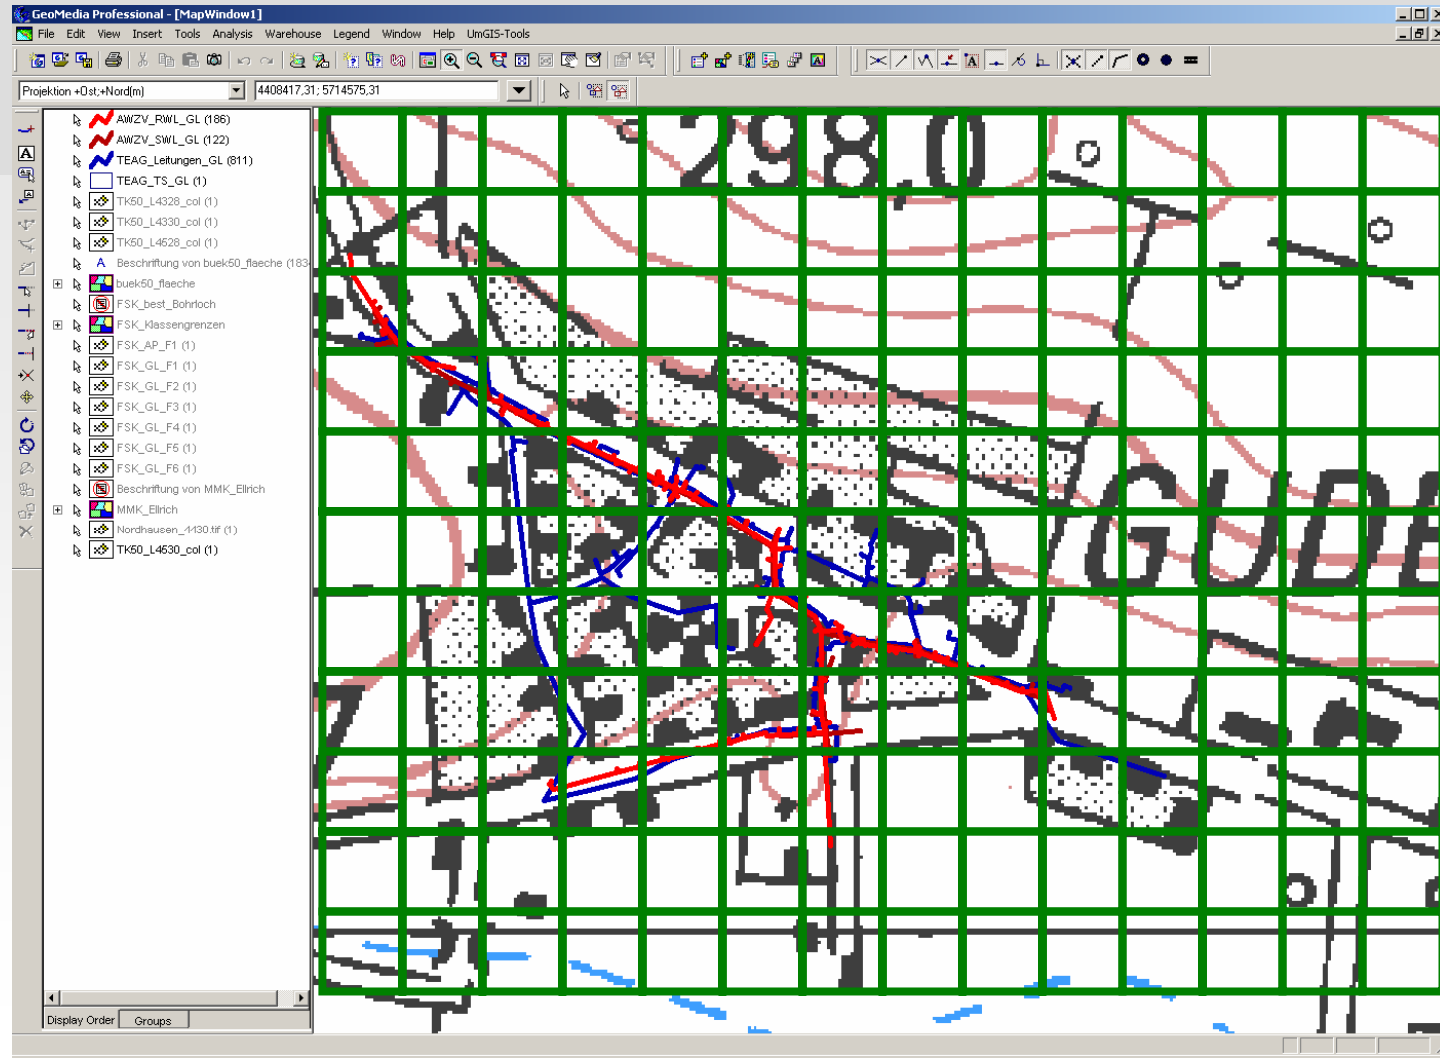 GeoMedia Professional - [MapWindow1]
File Edit View Insert Tools Analysis Warehouse Legend Window Help UmGIS-Tools
Projektion +Ost;+Nord(m) 4408417,31; 5714575,31
AWZV_RWL_GL (186)
AWZV_SWL_GL (122)
TEAG_Leitungen_GL (811)
TEAG_TS_GL (1)
TK50_L4328_col (1)
TK50_L4330_col (1)
TK50_L4528_col (1)
A Beschriftung von buek50_flaeche (183
buek50_flaeche
FSK_best_Bohrloch
FSK_Klassengrenzen
FSK_AP_F1 (1)
FSK_GL_F1 (1)
FSK_GL_F2 (1)
FSK_GL_F3 (1)
FSK_GL_F4 (1)
FSK_GL_F5 (1)
FSK_GL_F6 (1)
Beschriftung von MMK_Ellrich
MMK_Ellrich
Nordhausen_4430.tif (1)
TK50_L4530_col (1)
Display Order Groups
298.0
GUDE